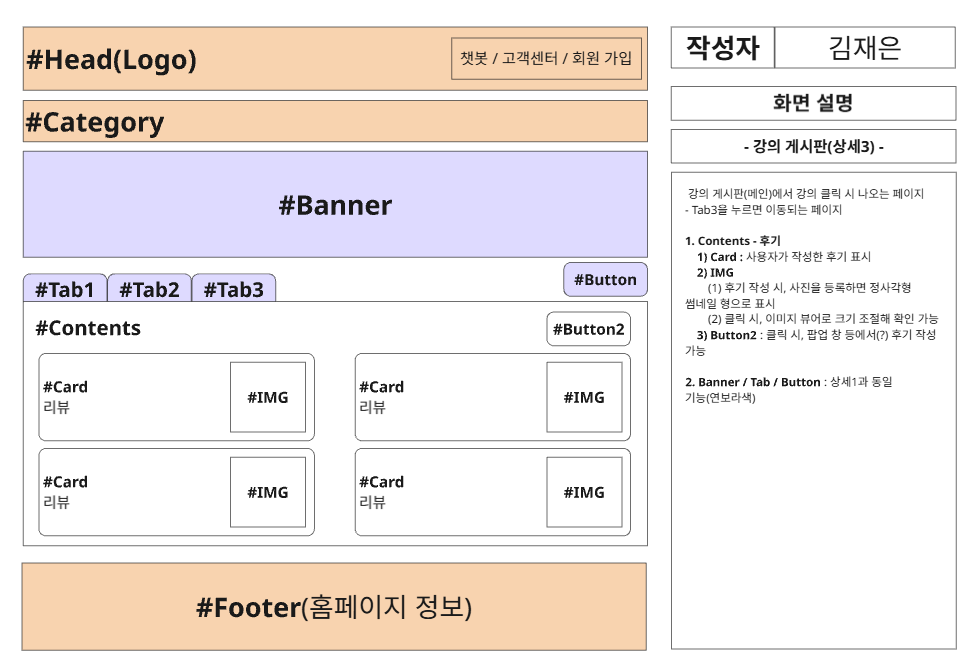 #Head(Logo)
챗봇 / 고객센터 / 회원 가입
#Category
#Banner
#Tab1
#Tab2
#Tab3
#Button
#Contents
#Button2
#Card
리뷰
#IMG
#Card
리뷰
#IMG
#Card
리뷰
#IMG
#Card
리뷰
#IMG
#Footer(홈페이지 정보)
작성자
김재은
화면 설명
- 강의 게시판(상세3) -
강의 게시판(메인)에서 강의 클릭 시 나오는 페이지
- Tab3을 누르면 이동되는 페이지
1. Contents - 후기
1) Card : 사용자가 작성한 후기 표시
2) IMG
(1) 후기 작성 시, 사진을 등록하면 정사각형
썸네일 형으로 표시
(2) 클릭 시, 이미지 뷰어로 크기 조절해 확인 가능
3) Button2 : 클릭 시, 팝업 창 등에서(?) 후기 작성
가능
2. Banner / Tab / Button : 상세1과 동일
기능(연보라색)